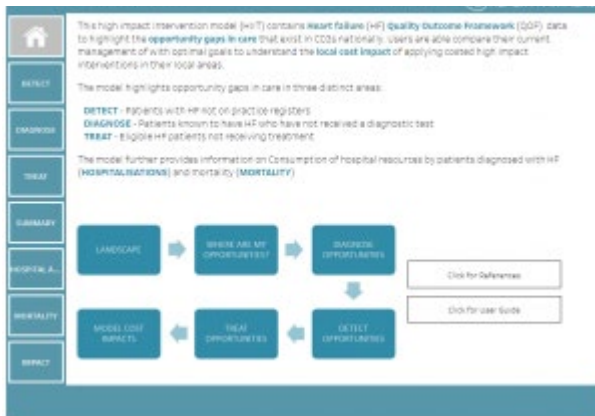 This high impact intervention model (HIIT) contains Heart failure (HF) Quality Outcome Framework (QOF) data
to highlight the opportunity gaps in care that exist in CCGs nationally. Users are able compare their current
management of with optimal goals to understand the local cost impact of applying costed high impact
interventions in their local areas.
The model highlights opportunity gaps in care in three distinct areas:
DETECT - Patients with HF not on practice registers
DIAGNOSE - Patients known to have HF who have not received a diagnostic test
TREAT - Eligible HF patients not receiving treatment
The model further provides information on Consumption of hospital resources by patients diagnosed with HF
(HOSPITALISATIONS) and mortality (MORTALITY)
DETECT
DIAGNOSE
TREAT
SUMMARY
HOSPITAL A...
MORTALITY
IMPACT
LANDSCAPE
WHERE ARE MY
OPPORTUNITIES?
DIAGNOSE
OPPORTUNITIES
MODEL COST
IMPACTS
TREAT
OPPORTUNITIES
DETECT
OPPORTUNITIES
Click for References
Click for User Guide